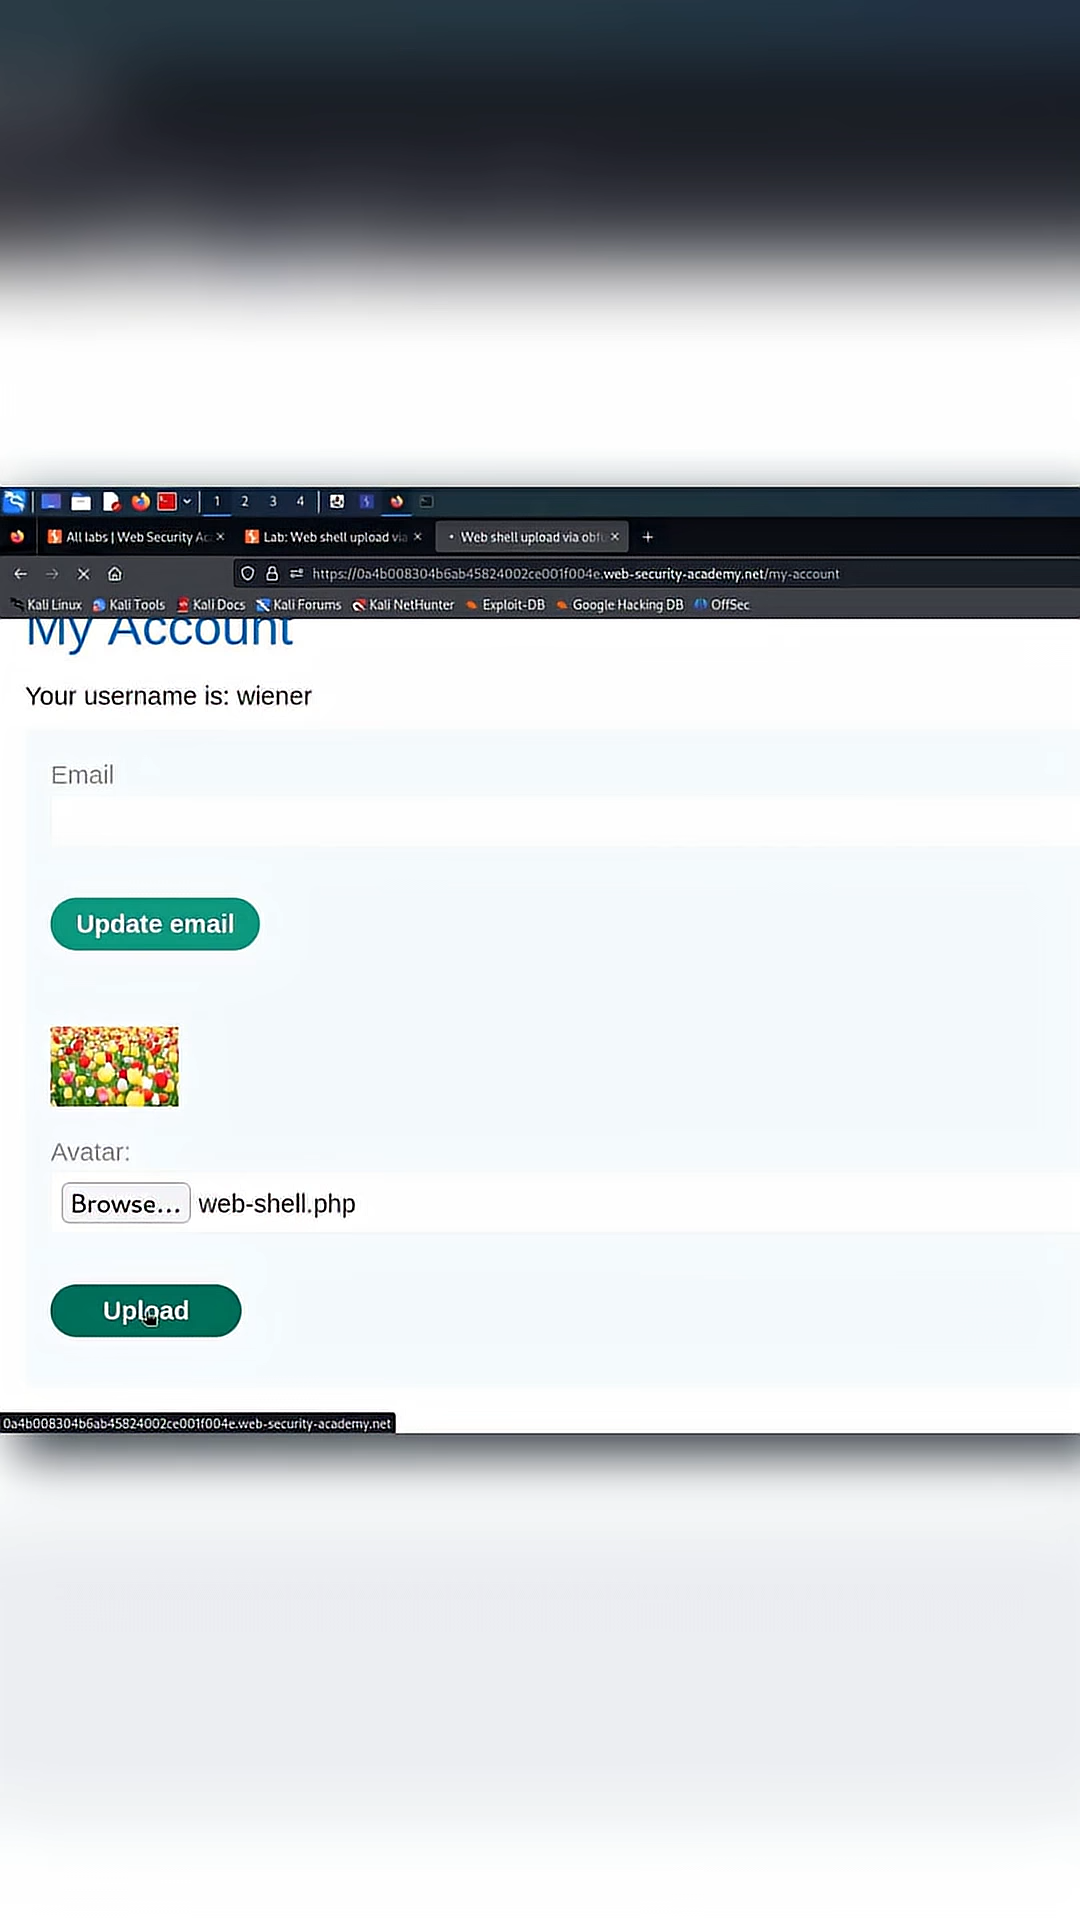 1 2 3 4
All labs | Web Security Ac
Lab: Web shell upload via
Web shell upload via obfu
https://0a4b008304b6ab45824002ce001f004e.web-security-academy.net/my-account
Kali Linux Kali Tools Kali Docs Kali Forums Kali NetHunter Exploit-DB Google Hacking DB OffSec
My Account
Your username is: wiener
Email
Update email
Avatar:
Browse... web-shell.php
Upload
0a4b008304b6ab45824002ce001f004e.web-security-academy.net